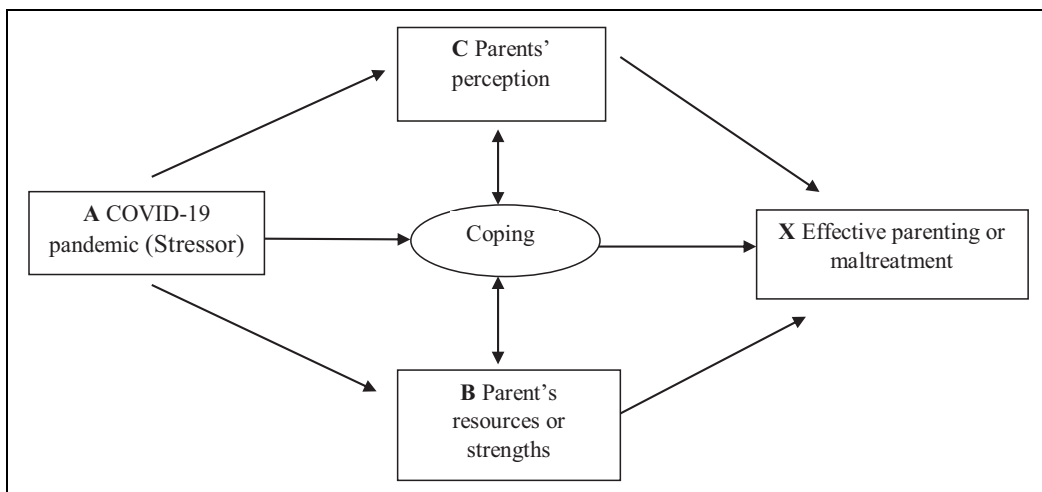 C Parents'
perception
A COVID-19
pandemic (Stressor)
Coping
X Effective parenting or
maltreatment
B Parent's
resources or
strengths